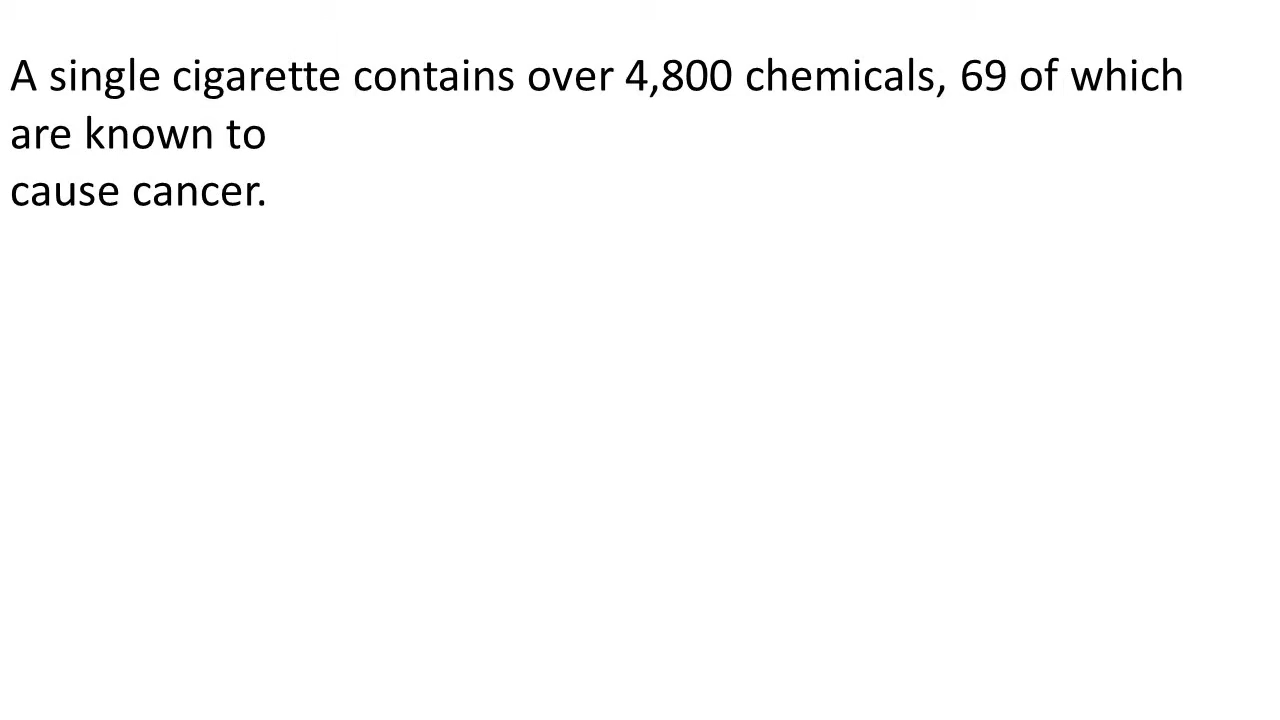 A single cigarette contains over 4,800 chemicals, 69 of which
are known to
cause cancer.